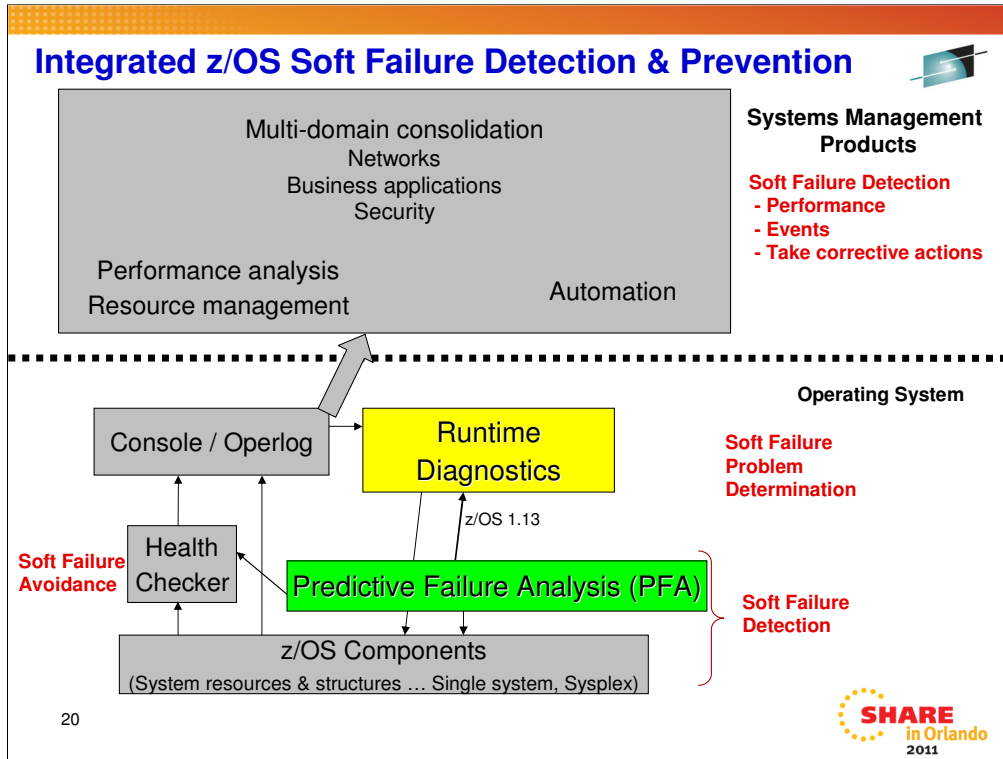 Integrated z/OS Soft Failure Detection & Prevention
Multi-domain consolidation
Networks
Business applications
Security
Performance analysis
Resource management
Automation
Systems Management
Products
Soft Failure Detection
- Performance
- Events
- Take corrective actions
Operating System
Console / Operlog
Runtime
Diagnostics
Soft Failure
Problem
Determination
z/OS 1.13
Soft Failure
Avoidance
Health
Checker
Predictive Failure Analysis (PFA)
Soft Failure
Detection
z/OS Components
(System resources & structures … Single system, Sysplex)
20
SHARE
in Orlando
2011